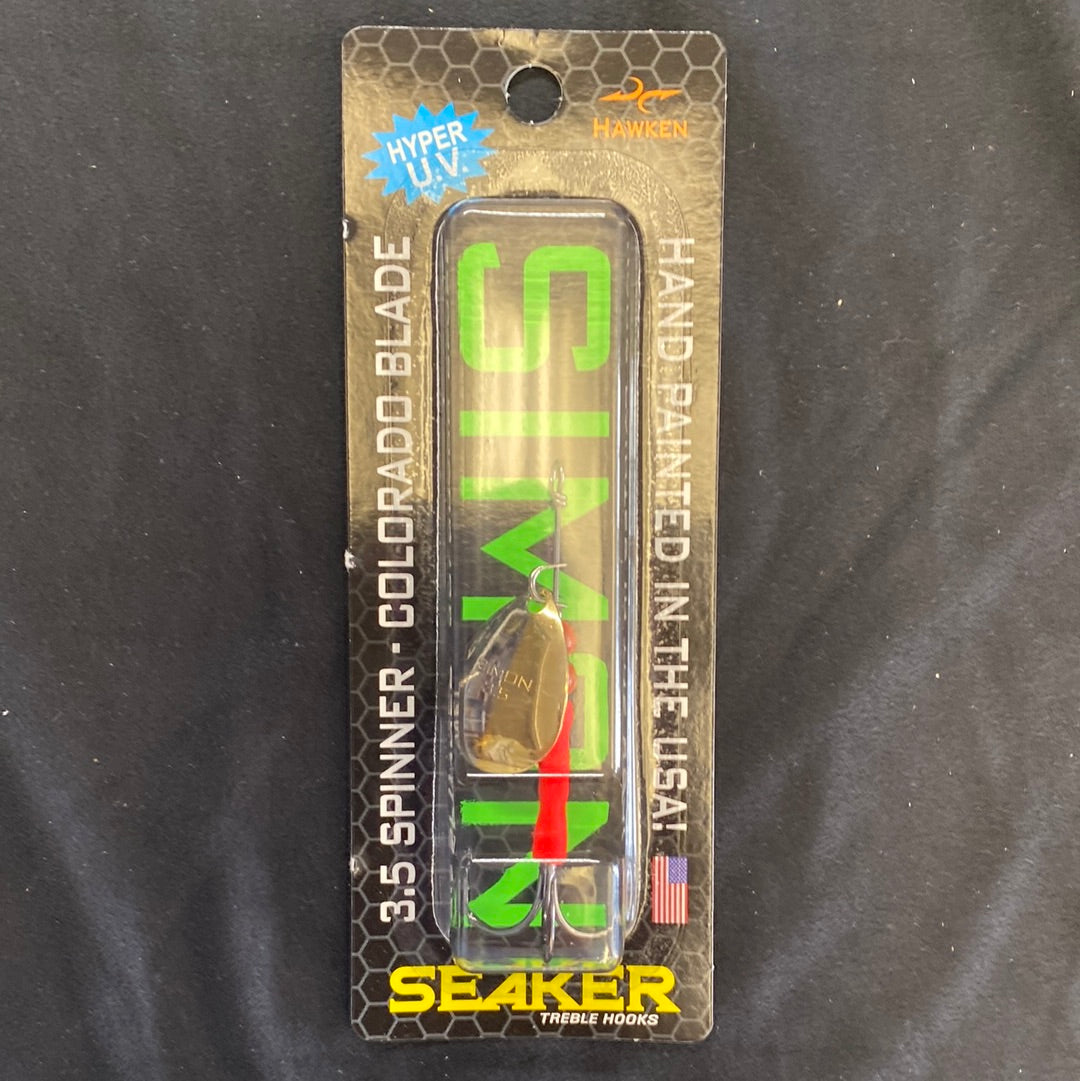 HYPER
U.V.
HAWKEN
3.5 SPINNER - COLORADO BLADE
SIMON
HAND PAINTED IN THE USA!
SEAKER
TREBLE HOOKS